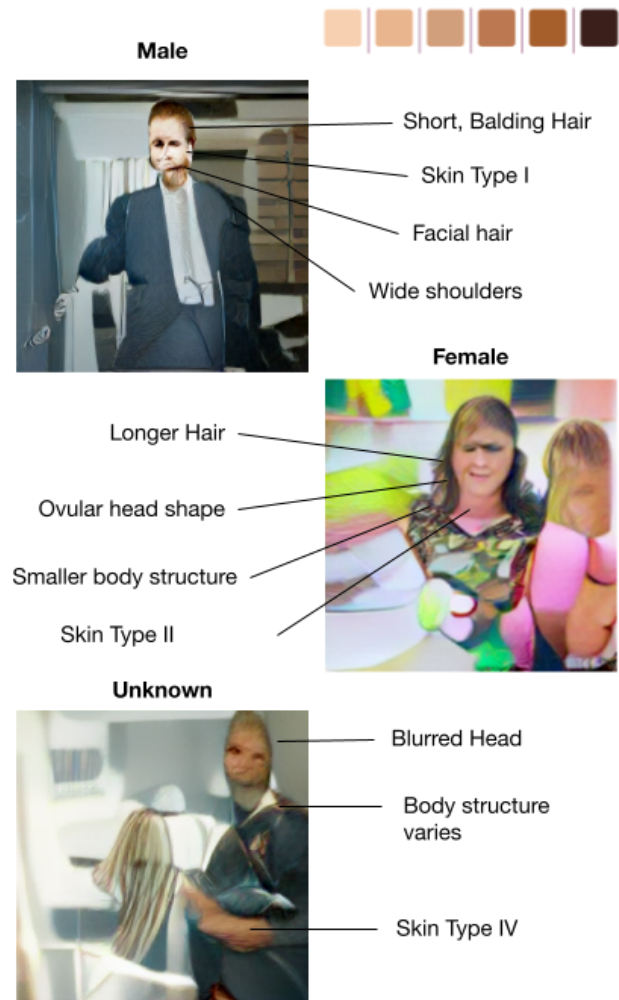 Male
Short, Balding Hair
Skin Type I
Facial hair
Wide shoulders
Female
Longer Hair
Ovular head shape
Smaller body structure
Skin Type II
Unknown
Blurred Head
Body structure
varies
Skin Type IV